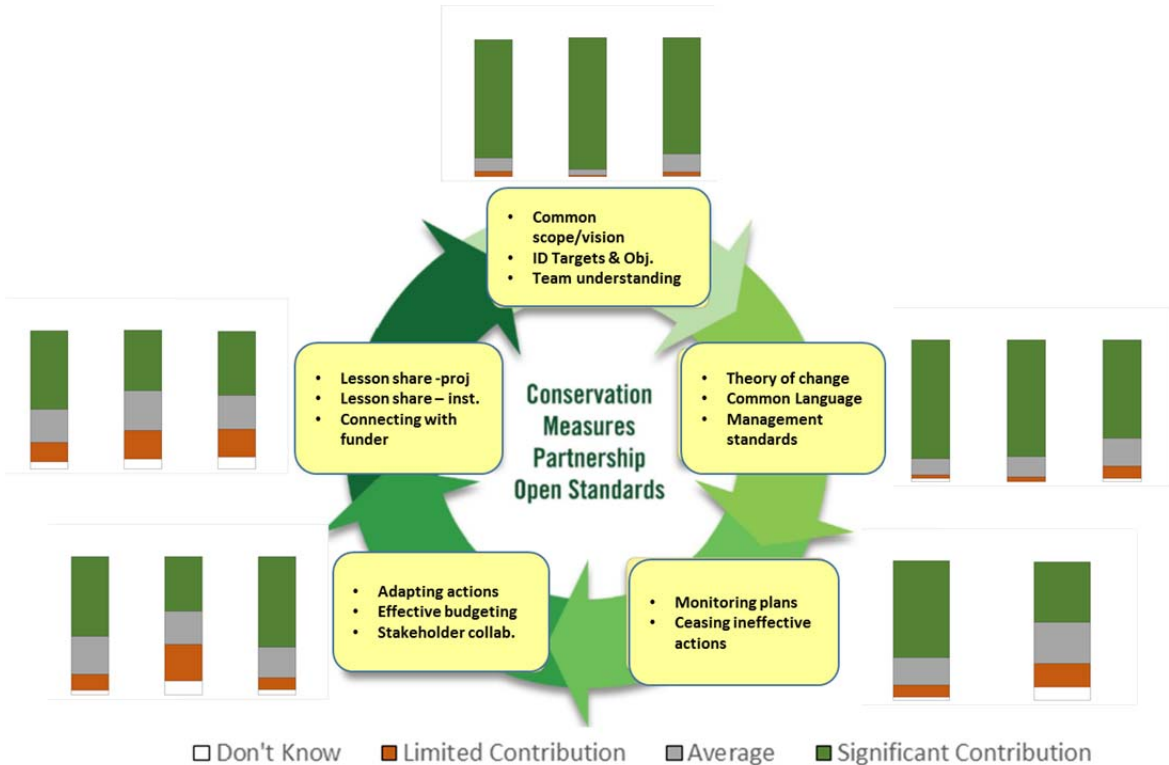 • Common
scope/vision
• ID Targets & Obj.
• Team understanding
• Lesson share -proj
• Lesson share – inst.
• Connecting with
funder
Conservation
Measures
Partnership
Open Standards
• Theory of change
• Common Language
• Management
standards
• Adapting actions
• Effective budgeting
• Stakeholder collab.
• Monitoring plans
• Ceasing ineffective
actions
Don't Know
Limited Contribution
Average
Significant Contribution